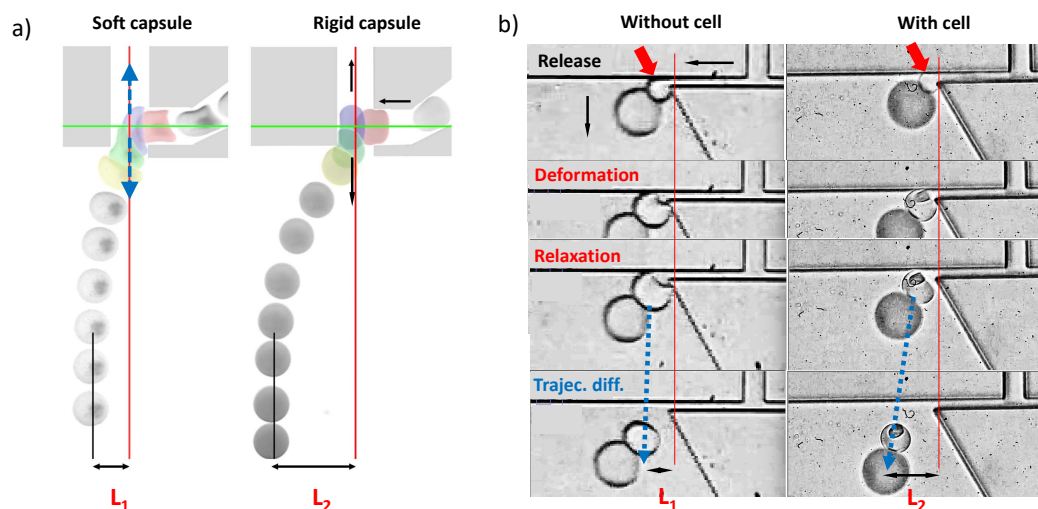 a)
Soft capsule
Rigid capsule
L1
L2
b)
Without cell
With cell
Release
Deformation
Relaxation
Trajec. diff.
L1
L2